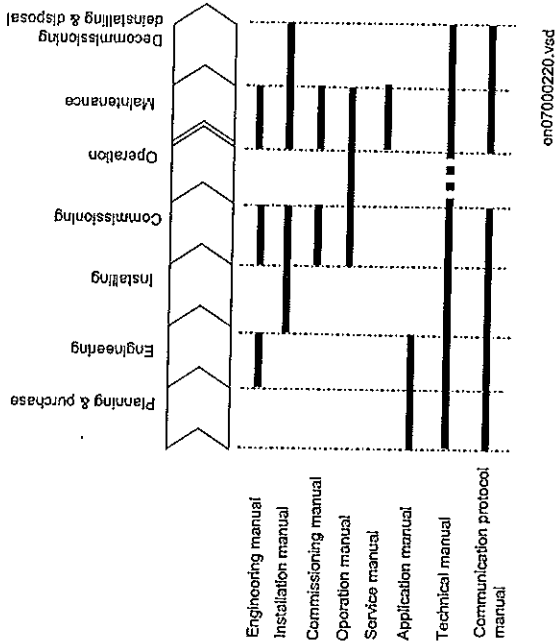 Planning & purchase
Engineering
Installing
Commissioning
Operation
Maintenance
Decommissioning
deinstalling & disposal
Engineering manual
Installation manual
Commissioning manual
Operation manual
Service manual
Application manual
Technical manual
Communication protocol
manual
en07000220.vsd